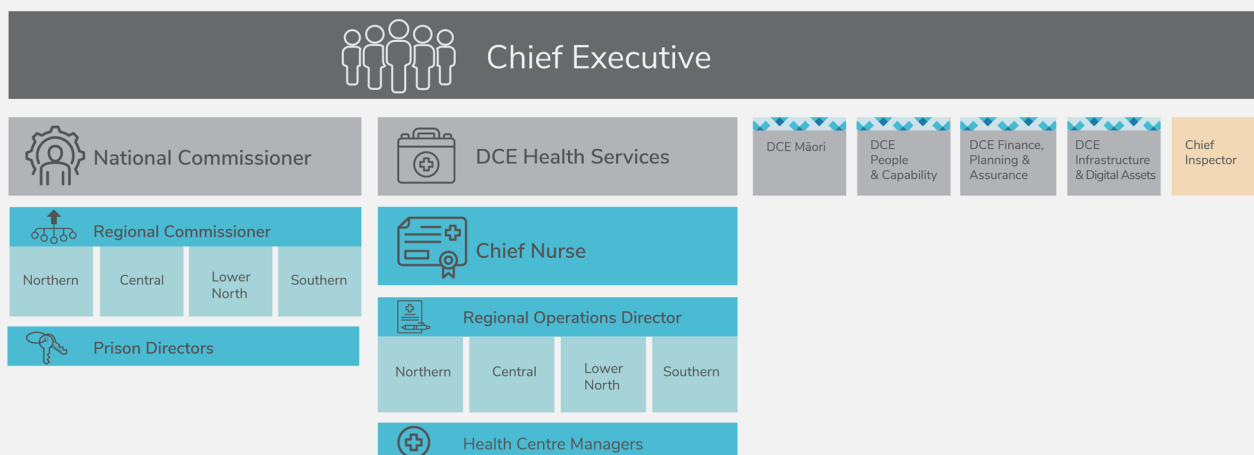 Chief Executive
National Commissioner
DCE Health Services
DCE Māori
DCE
People
& Capability
DCE Finance,
Planning &
Assurance
DCE
Infrastructure
& Digital Assets
Chief
Inspector
Regional Commissioner
Northern
Central
Lower
North
Southern
Prison Directors
Chief Nurse
Regional Operations Director
Northern
Central
Lower
North
Southern
Health Centre Managers